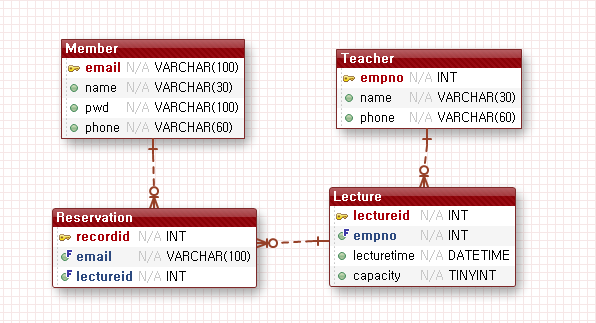 Member
email N/A VARCHAR(100)
name N/A VARCHAR(30)
pwd N/A VARCHAR(100)
phone N/A VARCHAR(60)
Teacher
empno N/A INT
name N/A VARCHAR(30)
phone N/A VARCHAR(60)
Reservation
recordid N/A INT
F email N/A VARCHAR(100)
F lectureid N/A INT
Lecture
lectureid N/A INT
F empno N/A INT
lecturetime N/A DATETIME
capacity N/A TINYINT